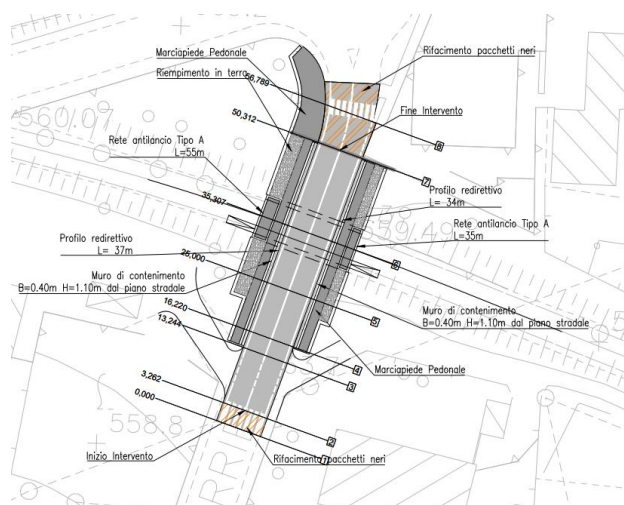 Marciapiede Pedonale
Rifacimento pacchetti neri
Riempimento in terra
56,789
560.07
50,312
Fine Intervento
8
Rete antilancio Tipo A
L=55m
7
Profilo redirettivo
L= 34m
35,307
559.49
Rete antilancio Tipo A
L=35m
Profilo redirettivo
L= 37m
6
25,000
Muro di contenimento
B=0.40m H=1.10m dal piano stradale
Muro di contenimento
B=0.40m H=1.10m dal piano stradale
5
16,220
13,244
4
3
Marciapiede Pedonale
3,262
558.8
0,000
2
Inizio Intervento
1
Rifacimento pacchetti neri